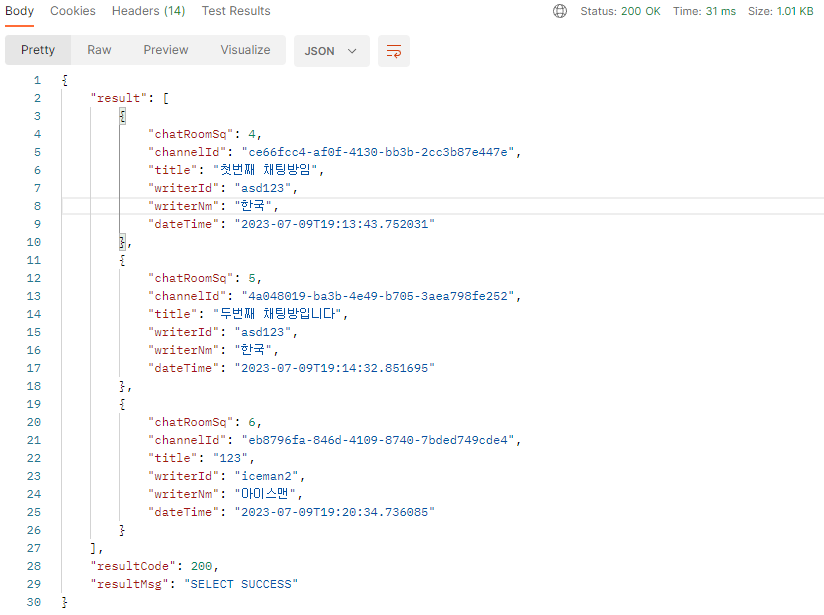 Body Cookies Headers (14) Test Results Status: 200 OK Time: 31 ms Size: 1.01 KB
Pretty Raw Preview Visualize JSON
1 {
2 "result": [
3 {
4 "chatRoomSq": 4,
5 "channelId": "ce66fcc4-af0f-4130-bb3b-2cc3b87e447e",
6 "title": "첫번째 채팅방임",
7 "writerId": "asd123",
8 "writerNm": "한국",
9 "dateTime": "2023-07-09T19:13:43.752031"
10 },
11 {
12 "chatRoomSq": 5,
13 "channelId": "4a048019-ba3b-4e49-b705-3aea798fe252",
14 "title": "두번째 채팅방입니다",
15 "writerId": "asd123",
16 "writerNm": "한국",
17 "dateTime": "2023-07-09T19:14:32.851695"
18 },
19 {
20 "chatRoomSq": 6,
21 "channelId": "eb8796fa-846d-4109-8740-7bded749cde4",
22 "title": "123",
23 "writerId": "iceman2",
24 "writerNm": "아이스맨",
25 "dateTime": "2023-07-09T19:20:34.736085"
26 }
27 ],
28 "resultCode": 200,
29 "resultMsg": "SELECT SUCCESS"
30 }